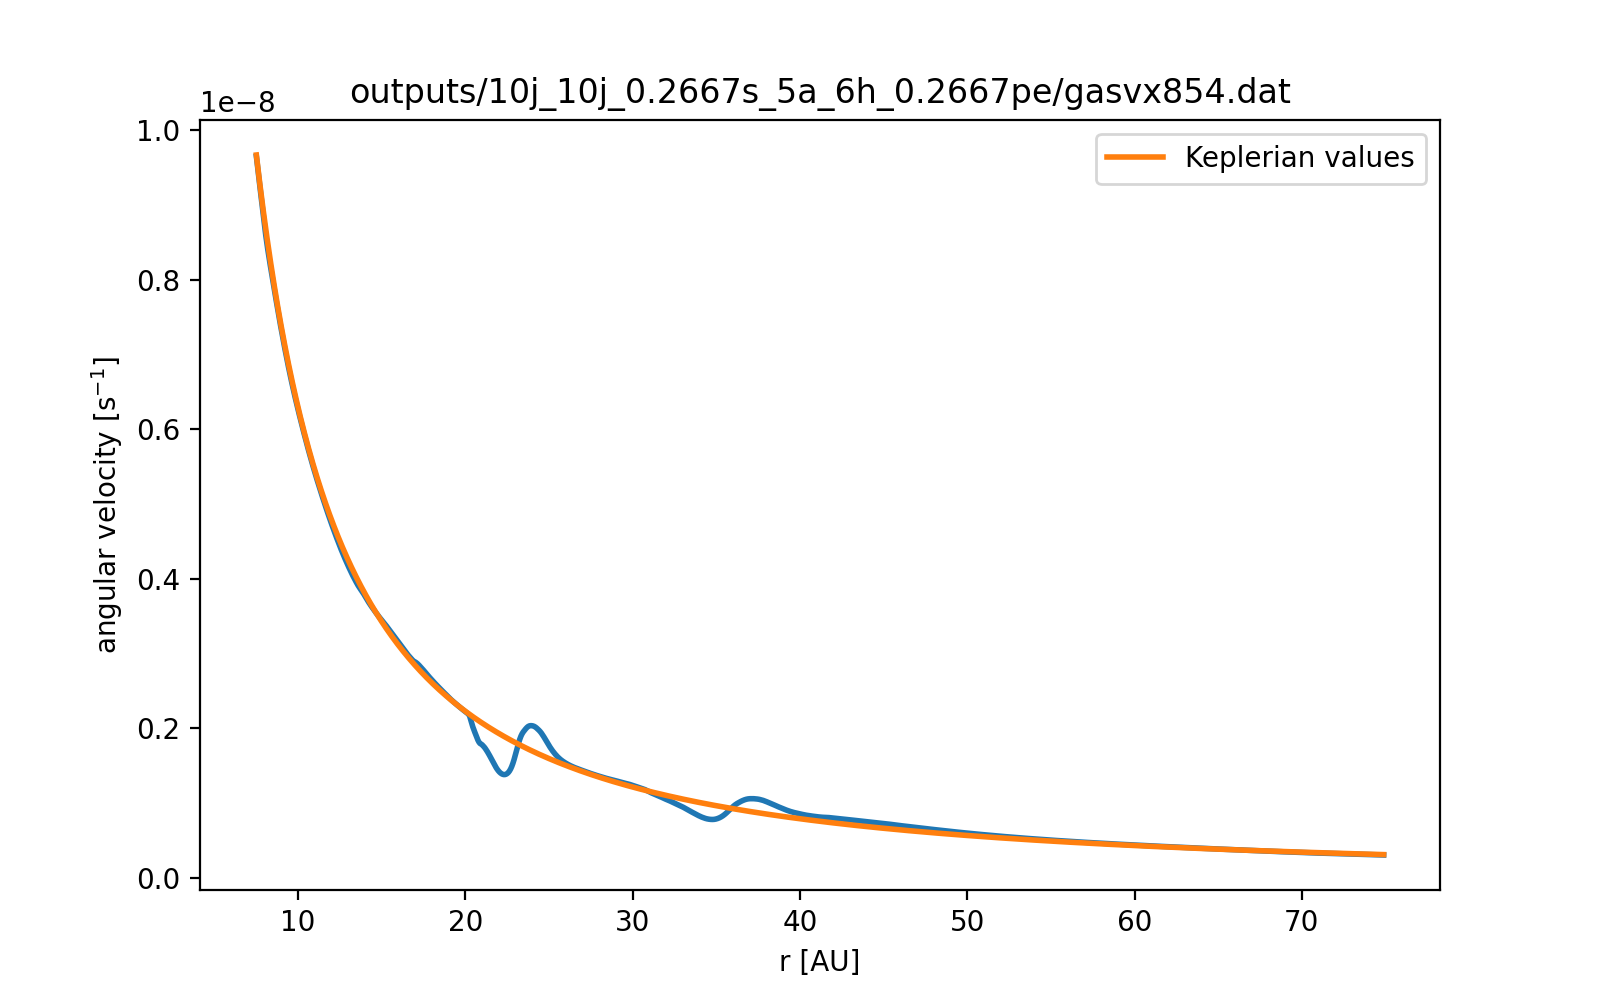 outputs/10j_10j_0.2667s_5a_6h_0.2667pe/gasvx854.dat
1e−8
Keplerian values
1.0
0.8
0.6
0.4
0.2
0.0
angular velocity [s⁻¹]
10 20 30 40 50 60 70
r [AU]